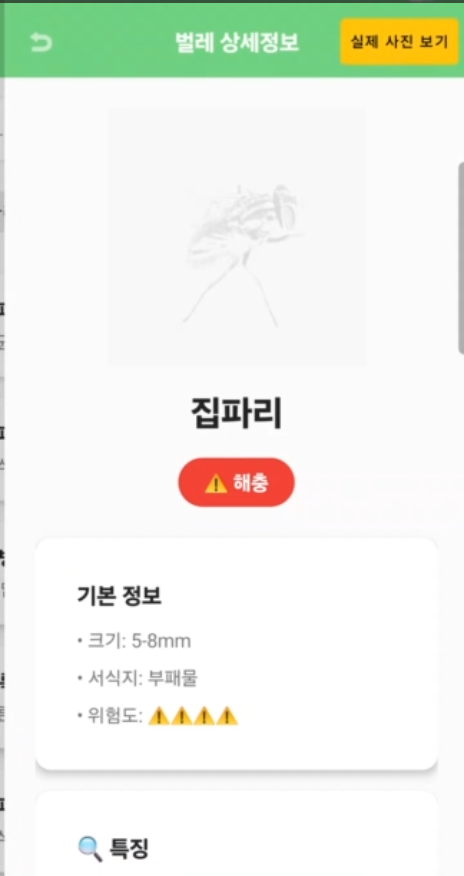 벌레 상세정보
실제 사진 보기
집파리
⚠️ 해충
기본 정보
• 크기: 5-8mm
• 서식지: 부패물
• 위험도: ⚠️⚠️⚠️⚠️
🔍 특징